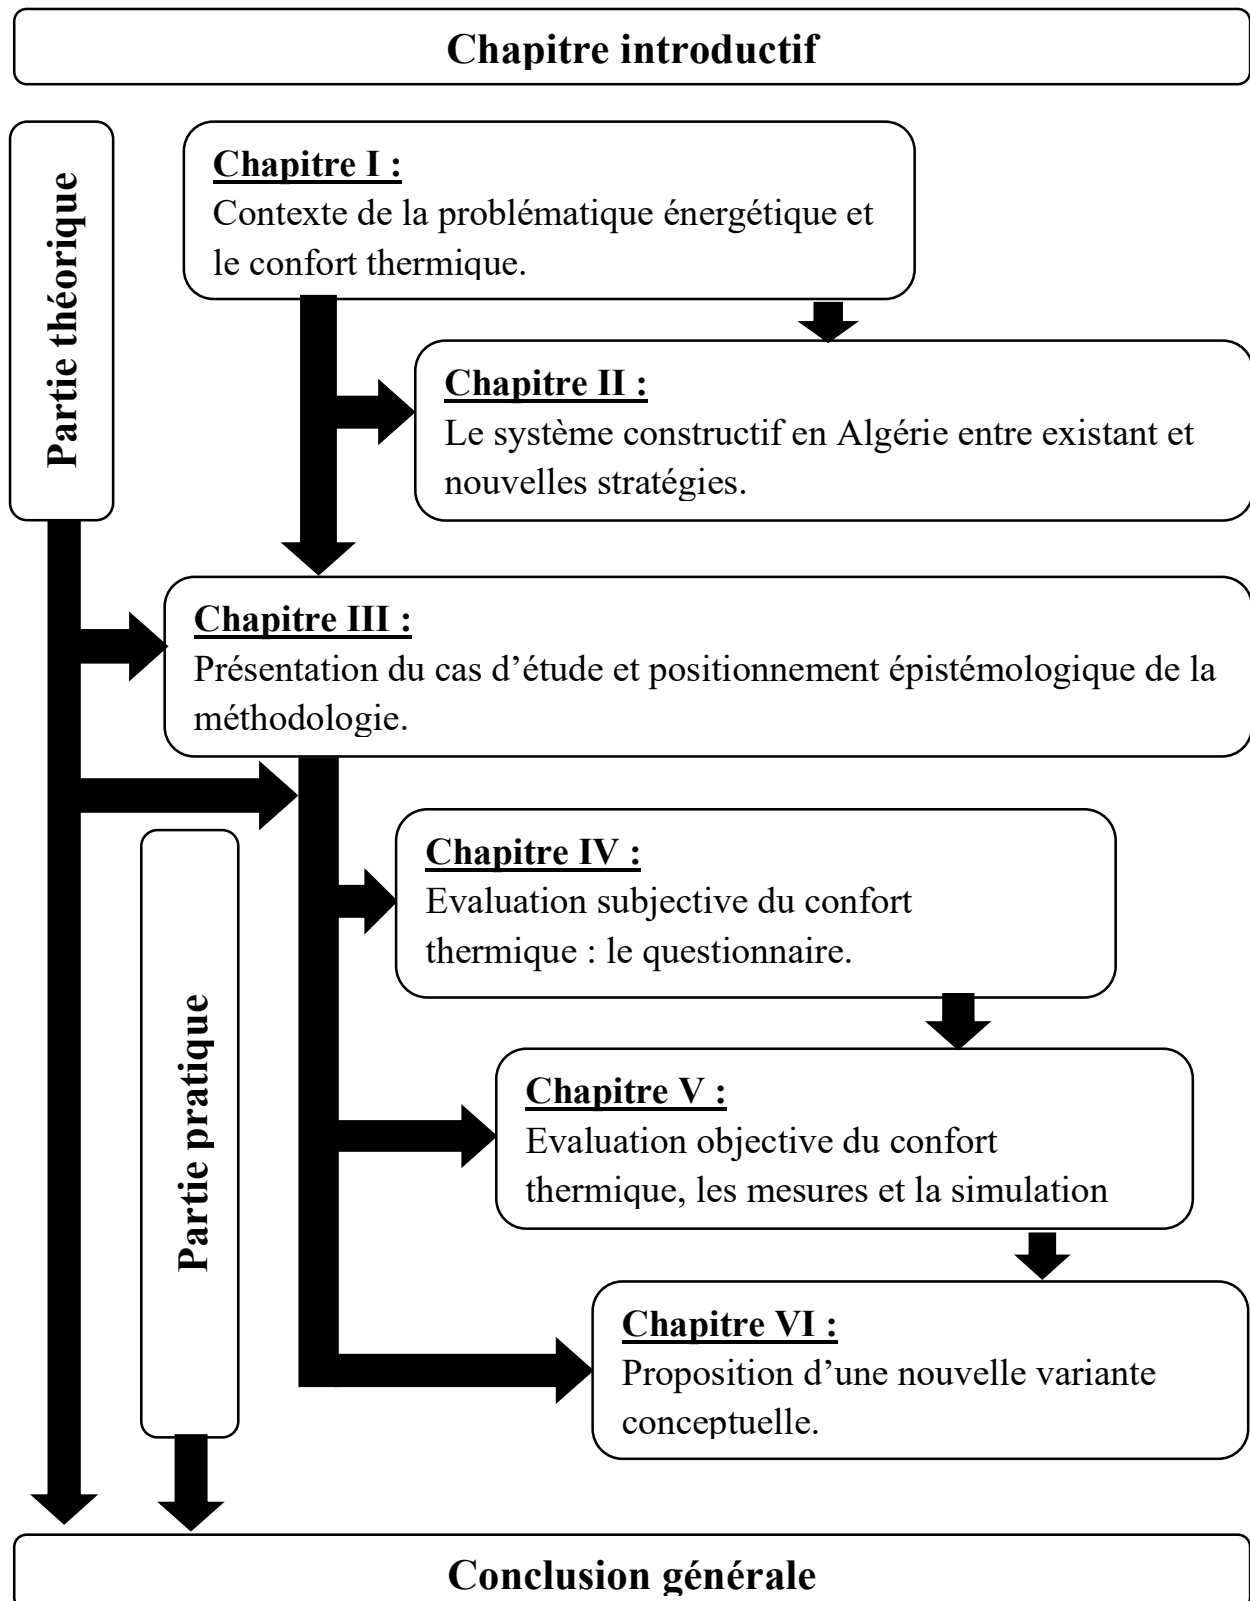 Chapitre introductif
Partie théorique
Chapitre I :
Contexte de la problématique énergétique et
le confort thermique.
Chapitre II :
Le système constructif en Algérie entre existant et
nouvelles stratégies.
Chapitre III :
Présentation du cas d’étude et positionnement épistémologique de la
méthodologie.
Partie pratique
Chapitre IV :
Evaluation subjective du confort
thermique : le questionnaire.
Chapitre V :
Evaluation objective du confort
thermique, les mesures et la simulation
Chapitre VI :
Proposition d’une nouvelle variante
conceptuelle.
Conclusion générale